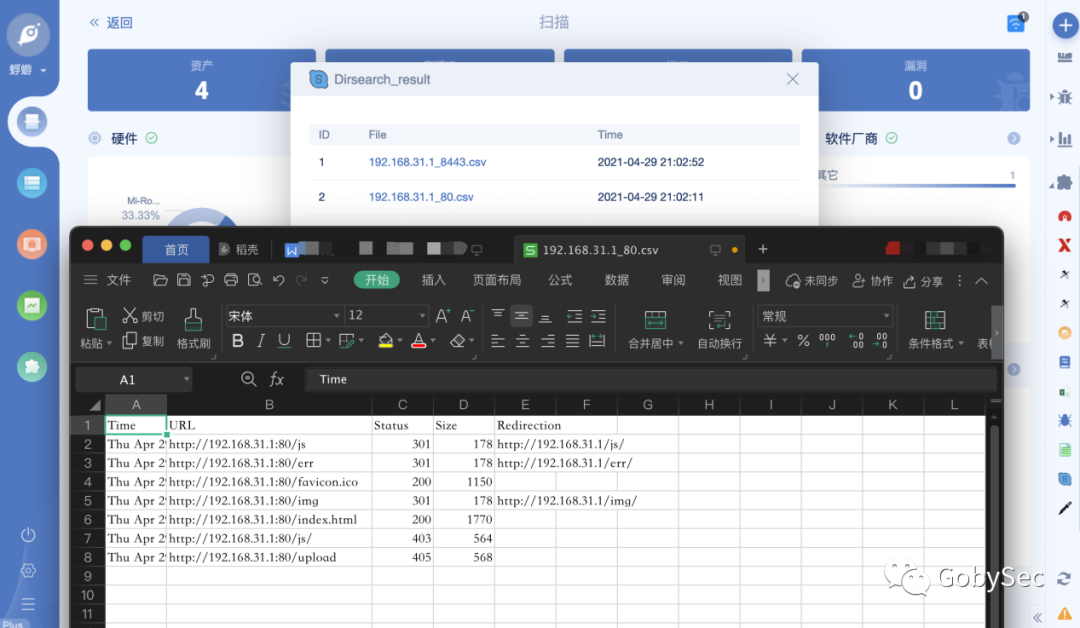 返回
扫描
1
蜉蝣
资产
4
漏洞
0
Dirsearch_result
硬件
软件厂商
ID File Time
1 192.168.31.1_8443.csv 2021-04-29 21:02:52
2 192.168.31.1_80.csv 2021-04-29 21:02:11
其它 1
Mi-Ro...
33.33%
首页 稻壳 W S 192.168.31.1_80.csv +
文件 开始 插入 页面布局 公式 数据 审阅 视图 未同步 协作 分享
粘贴 剪切 复制 格式刷 宋体 12 A+ A- B I U A 合并居中 自动换行 常规 ¥ % 000 条件格式
A1 fx Time
A B C D E F G H I J K L
1 Time URL Status Size Redirection
2 Thu Apr 2 http://192.168.31.1:80/js 301 178 http://192.168.31.1/js/
3 Thu Apr 2 http://192.168.31.1:80/err 301 178 http://192.168.31.1/err/
4 Thu Apr 2 http://192.168.31.1:80/favicon.ico 200 1150
5 Thu Apr 2 http://192.168.31.1:80/img 301 178 http://192.168.31.1/img/
6 Thu Apr 2 http://192.168.31.1:80/index.html 200 1770
7 Thu Apr 2 http://192.168.31.1:80/js/ 403 564
8 Thu Apr 2 http://192.168.31.1:80/upload 405 568
9
10
11
GobySec
Plus